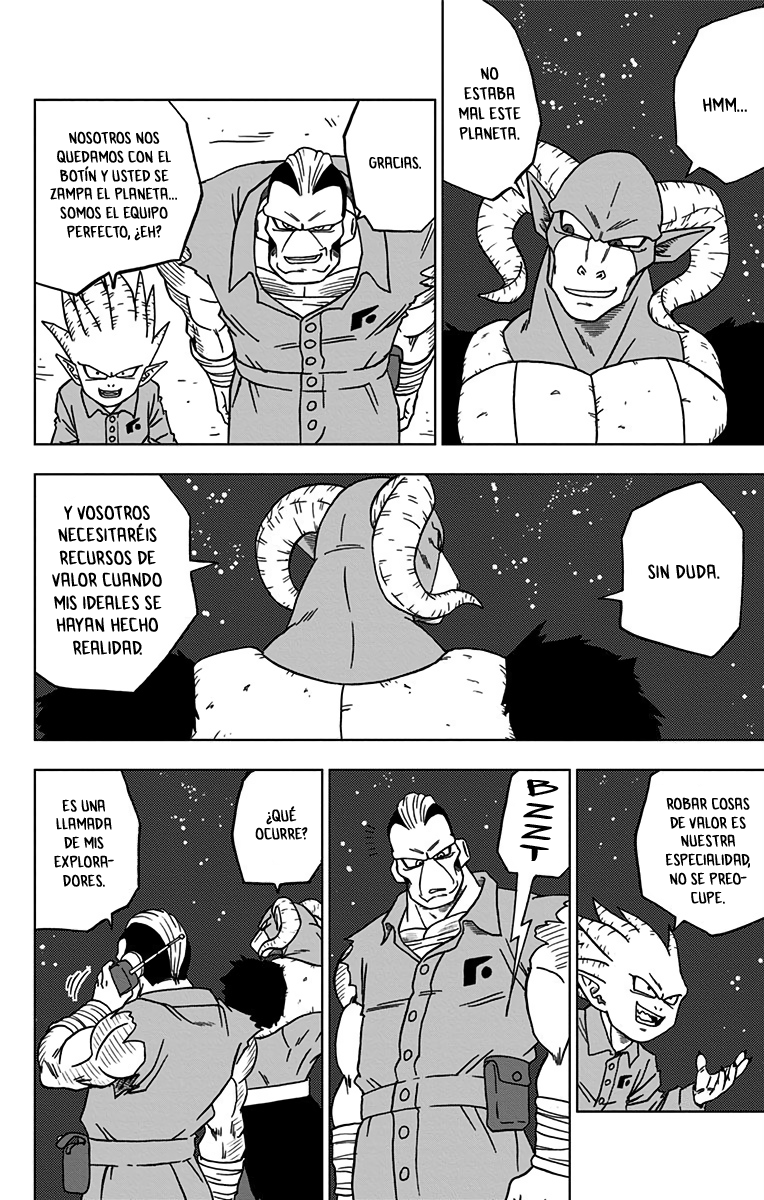 HMM...
NO
ESTABA
MAL ESTE
PLANETA.
GRACIAS.
NOSOTROS NOS
QUEDAMOS CON EL
BOTÍN Y USTED SE
ZAMPA EL PLANETA...
SOMOS EL EQUIPO
PERFECTO, ¿EH?
SIN DUDA.
Y VOSOTROS
NECESITARÉIS
RECURSOS DE
VALOR CUANDO
MIS IDEALES SE
HAYAN HECHO
REALIDAD.
ROBAR COSAS
DE VALOR ES
NUESTRA
ESPECIALIDAD,
NO SE PREO-
CUPE.
BZZT
¿QUÉ
OCURRE?
ES UNA
LLAMADA
DE MIS
EXPLORA-
DORES.